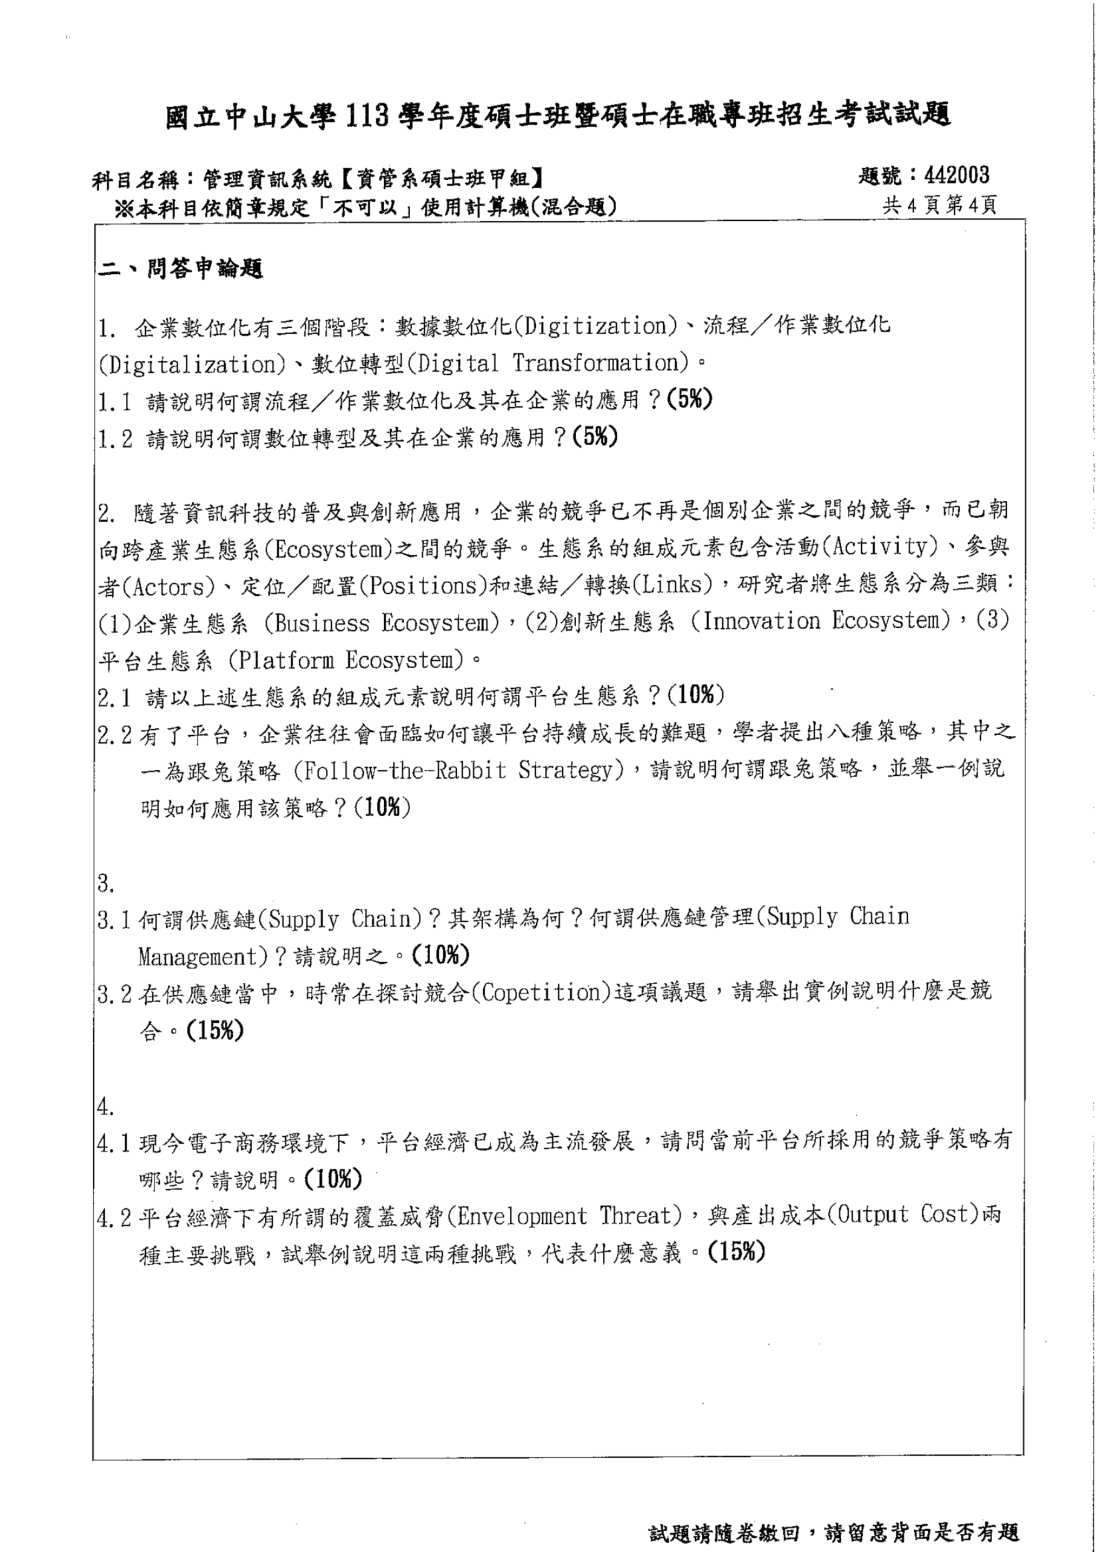 國立中山大學 113 學年度碩士班暨碩士在職專班招生考試試題
科目名稱：管理資訊系統【資管系碩士班甲組】
題號：442003
※本科目依簡章規定「不可以」使用計算機(混合題)
共 4 頁第 4 頁
二、問答申論題
1. 企業數位化有三個階段：數據數位化(Digitization)、流程／作業數位化
(Digitalization)、數位轉型(Digital Transformation)。
1.1 請說明何謂流程／作業數位化及其在企業的應用？(5%)
1.2 請說明何謂數位轉型及其在企業的應用？(5%)
2. 隨著資訊科技的普及與創新應用，企業的競爭已不再是個別企業之間的競爭，而已朝
向跨產業生態系(Ecosystem)之間的競爭。生態系的組成元素包含活動(Activity)、參與
者(Actors)、定位／配置(Positions)和連結／轉換(Links)，研究者將生態系分為三類：
(1)企業生態系 (Business Ecosystem)，(2)創新生態系 (Innovation Ecosystem)，(3)
平台生態系 (Platform Ecosystem)。
2.1 請以上述生態系的組成元素說明何謂平台生態系？(10%)
2.2 有了平台，企業往往會面臨如何讓平台持續成長的難題，學者提出八種策略，其中之
一為跟兔策略 (Follow-the-Rabbit Strategy)，請說明何謂跟兔策略，並舉一例說
明如何應用該策略？(10%)
3.
3.1 何謂供應鏈(Supply Chain)？其架構為何？何謂供應鏈管理(Supply Chain
Management)？請說明之。(10%)
3.2 在供應鏈當中，時常在探討競合(Copetition)這項議題，請舉出實例說明什麼是競
合。(15%)
4.
4.1 現今電子商務環境下，平台經濟已成為主流發展，請問當前平台所採用的競爭策略有
哪些？請說明。(10%)
4.2 平台經濟下有所謂的覆蓋威脅(Envelopment Threat)，與產出成本(Output Cost)兩
種主要挑戰，試舉例說明這兩種挑戰，代表什麼意義。(15%)
試題請隨卷繳回，請留意背面是否有題